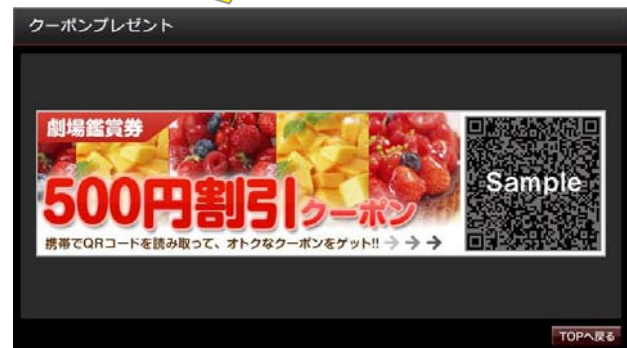 クーポンプレゼント
劇場鑑賞券
500円割引クーポン
携帯でQRコードを読み取って、オトクなクーポンをゲット!! →→→
Sample
TOPへ戻る